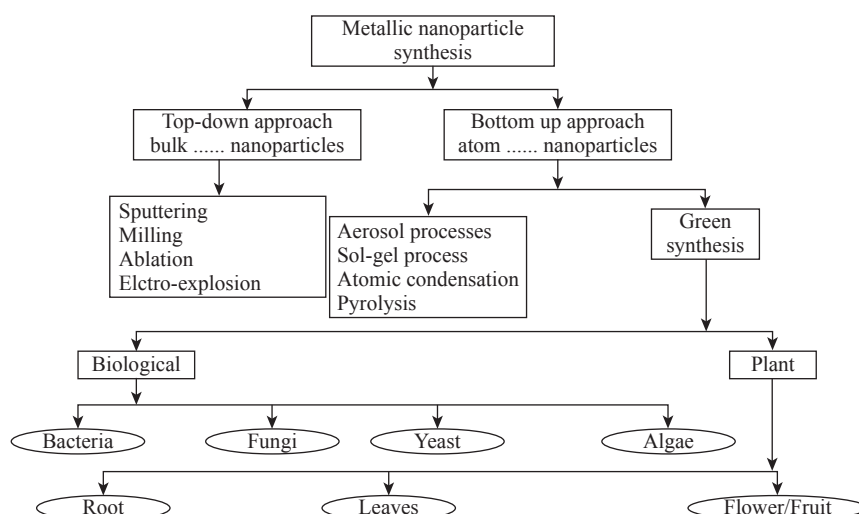 Metallic nanoparticle
synthesis
Top-down approach
bulk ...... nanoparticles
Bottom up approach
atom ...... nanoparticles
Sputtering
Milling
Ablation
Elctro-explosion
Aerosol processes
Sol-gel process
Atomic condensation
Pyrolysis
Green
synthesis
Biological
Plant
Bacteria
Fungi
Yeast
Algae
Root
Leaves
Flower/Fruit